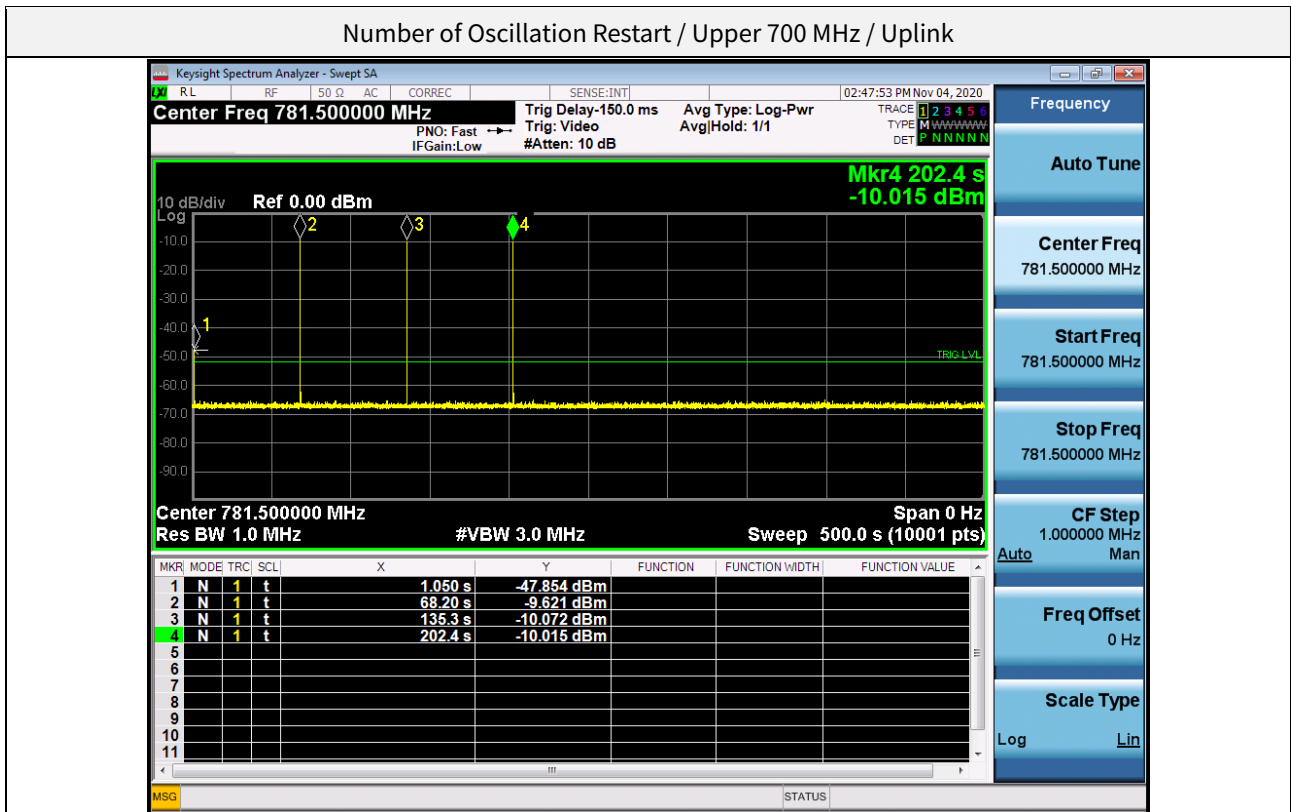 Number of Oscillation Restart / Upper 700 MHz / Uplink
Keysight Spectrum Analyzer - Swept SA
LXI RL RF 50 Ω AC CORREC SENSE:INT 02:47:53 PM Nov 04, 2020
Center Freq 781.500000 MHz Trig Delay-150.0 ms Avg Type: Log-Pwr TRACE 1 2 3 4 5 6
PNO: Fast Trig: Video Avg|Hold: 1/1 TYPE M WWWWW
IFGain:Low #Atten: 10 dB DET P N N N N N
Mkr4 202.4 s
10 dB/div Ref 0.00 dBm -10.015 dBm
Log
2 3 4
-10.0
-20.0
-30.0
-40.0 1
-50.0 TRIG LVL
-60.0
-70.0
-80.0
-90.0
Center 781.500000 MHz Span 0 Hz
Res BW 1.0 MHz #VBW 3.0 MHz Sweep 500.0 s (10001 pts)
MKR MODE TRC SCL X Y FUNCTION FUNCTION WIDTH FUNCTION VALUE
1 N 1 t 1.050 s -47.854 dBm
2 N 1 t 68.20 s -9.621 dBm
3 N 1 t 135.3 s -10.072 dBm
4 N 1 t 202.4 s -10.015 dBm
5
6
7
8
9
10
11
MSG STATUS
Frequency
Auto Tune
Center Freq
781.500000 MHz
Start Freq
781.500000 MHz
Stop Freq
781.500000 MHz
CF Step
1.000000 MHz
Auto Man
Freq Offset
0 Hz
Scale Type
Log Lin